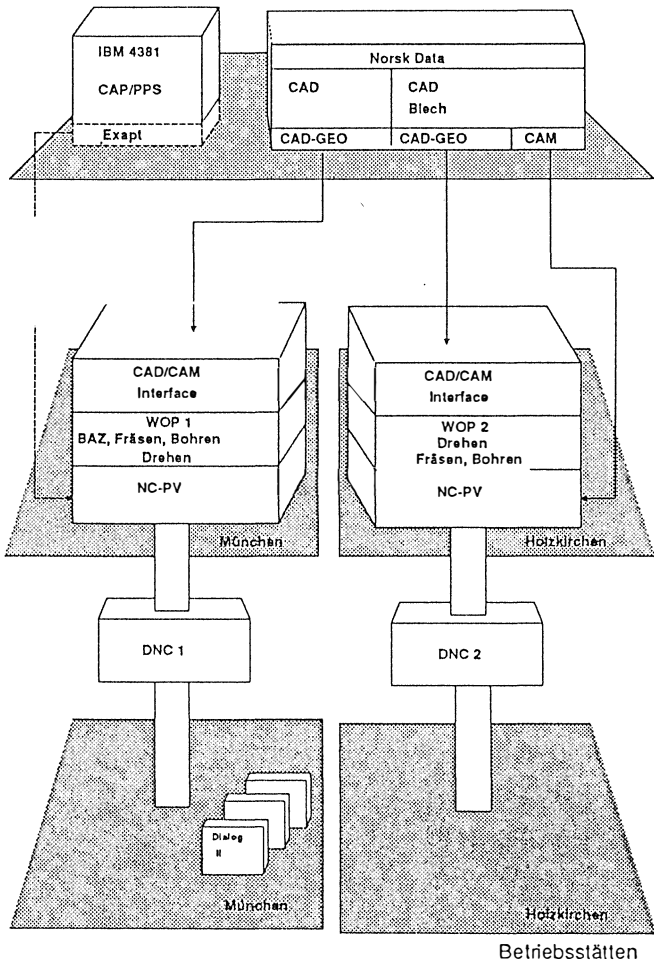 IBM 4381
CAP/PPS
Exapt
Norsk Data
CAD
CAD
Blech
CAD-GEO
CAD-GEO
CAM
CAD/CAM
Interface
WOP 1
BAZ, Fräsen, Bohren
Drehen
NC-PV
München
CAD/CAM
Interface
WOP 2
Drehen
Fräsen, Bohren
NC-PV
Holzkirchen
DNC 1
DNC 2
Dialog
II
München
Holzkirchen
Betriebsstätten